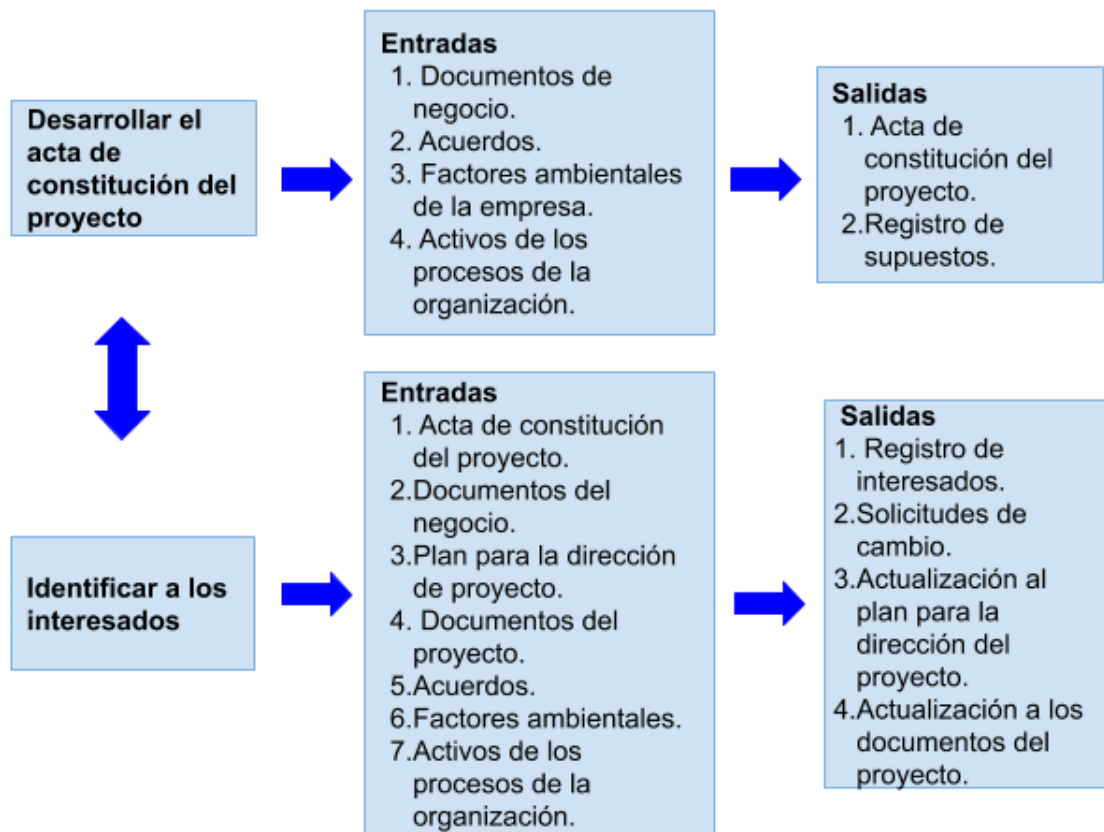 Desarrollar el
acta de
constitución del
proyecto
Entradas
1. Documentos de
negocio.
2. Acuerdos.
3. Factores ambientales
de la empresa.
4. Activos de los
procesos de la
organización.
Salidas
1. Acta de
constitución del
proyecto.
2.Registro de
supuestos.
Identificar a los
interesados
Entradas
1. Acta de constitución
del proyecto.
2.Documentos del
negocio.
3.Plan para la dirección
de proyecto.
4. Documentos del
proyecto.
5.Acuerdos.
6.Factores ambientales.
7.Activos de los
procesos de la
organización.
Salidas
1. Registro de
interesados.
2.Solicitudes de
cambio.
3.Actualización al
plan para la
dirección del
proyecto.
4.Actualización a los
documentos del
proyecto.